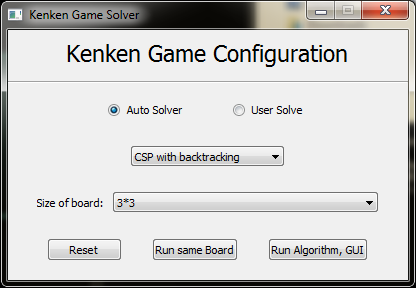 Kenken Game Solver
Kenken Game Configuration
Auto Solver User Solve
CSP with backtracking
Size of board: 3*3
Reset Run same Board Run Algorithm, GUI